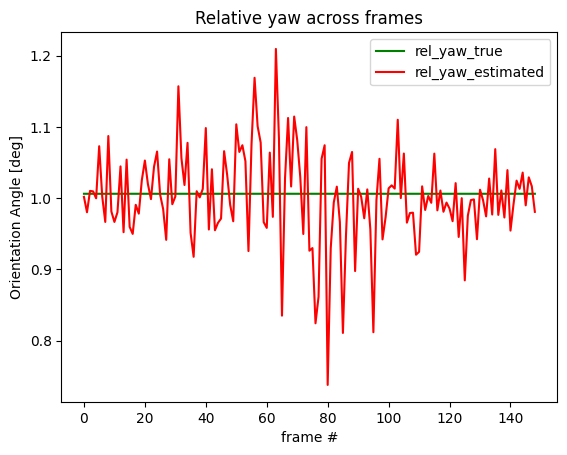 Relative yaw across frames
rel_yaw_true
rel_yaw_estimated
Orientation Angle [deg]
1.2
1.1
1.0
0.9
0.8
0 20 40 60 80 100 120 140
frame #